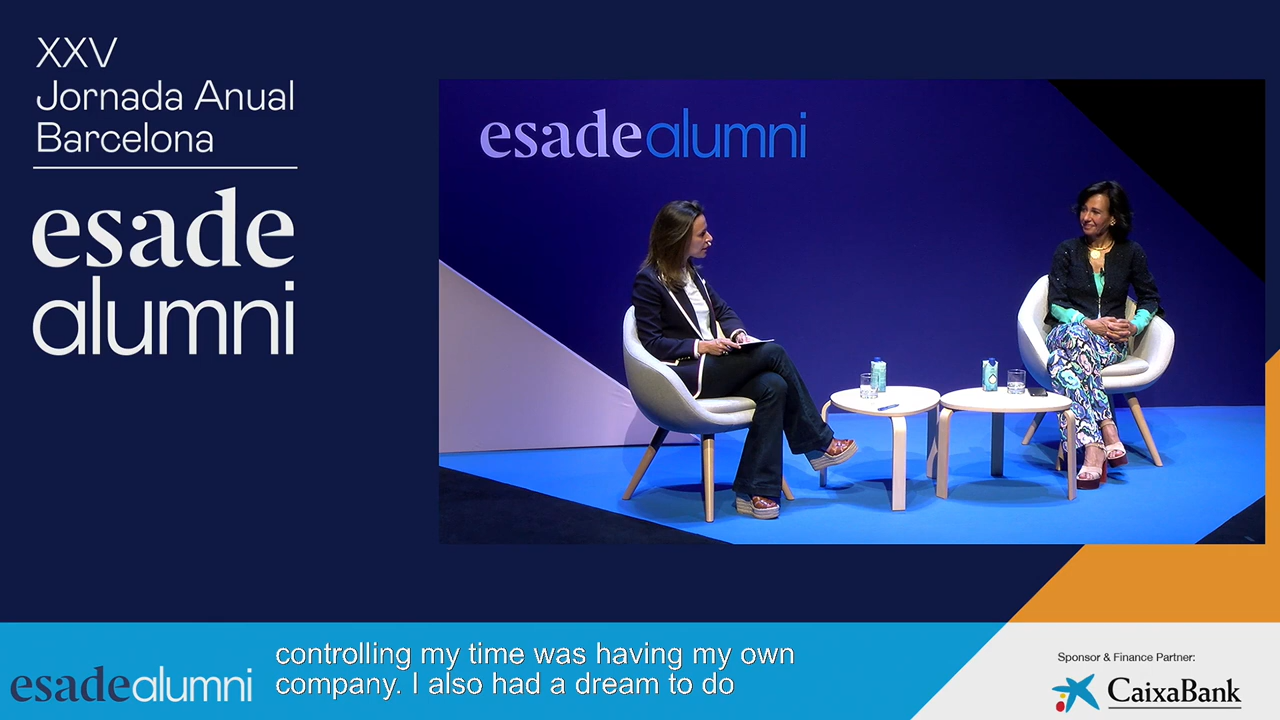 XXV
Jornada Anual
Barcelona
esade
alumni
esadealumni
esadealumni
controlling my time was having my own
company. I also had a dream to do
Sponsor & Finance Partner:
CaixaBank